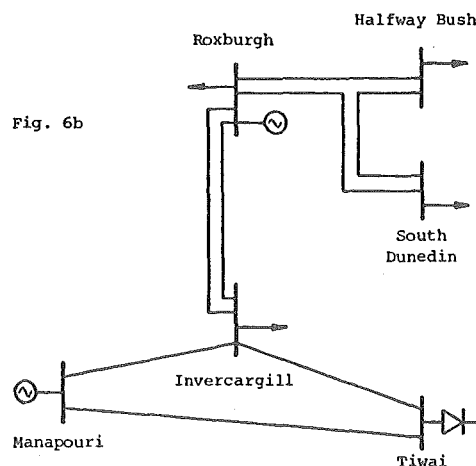 Halfway Bush
Roxburgh
Fig. 6b
South
Dunedin
Invercargill
Manapouri
Tiwai